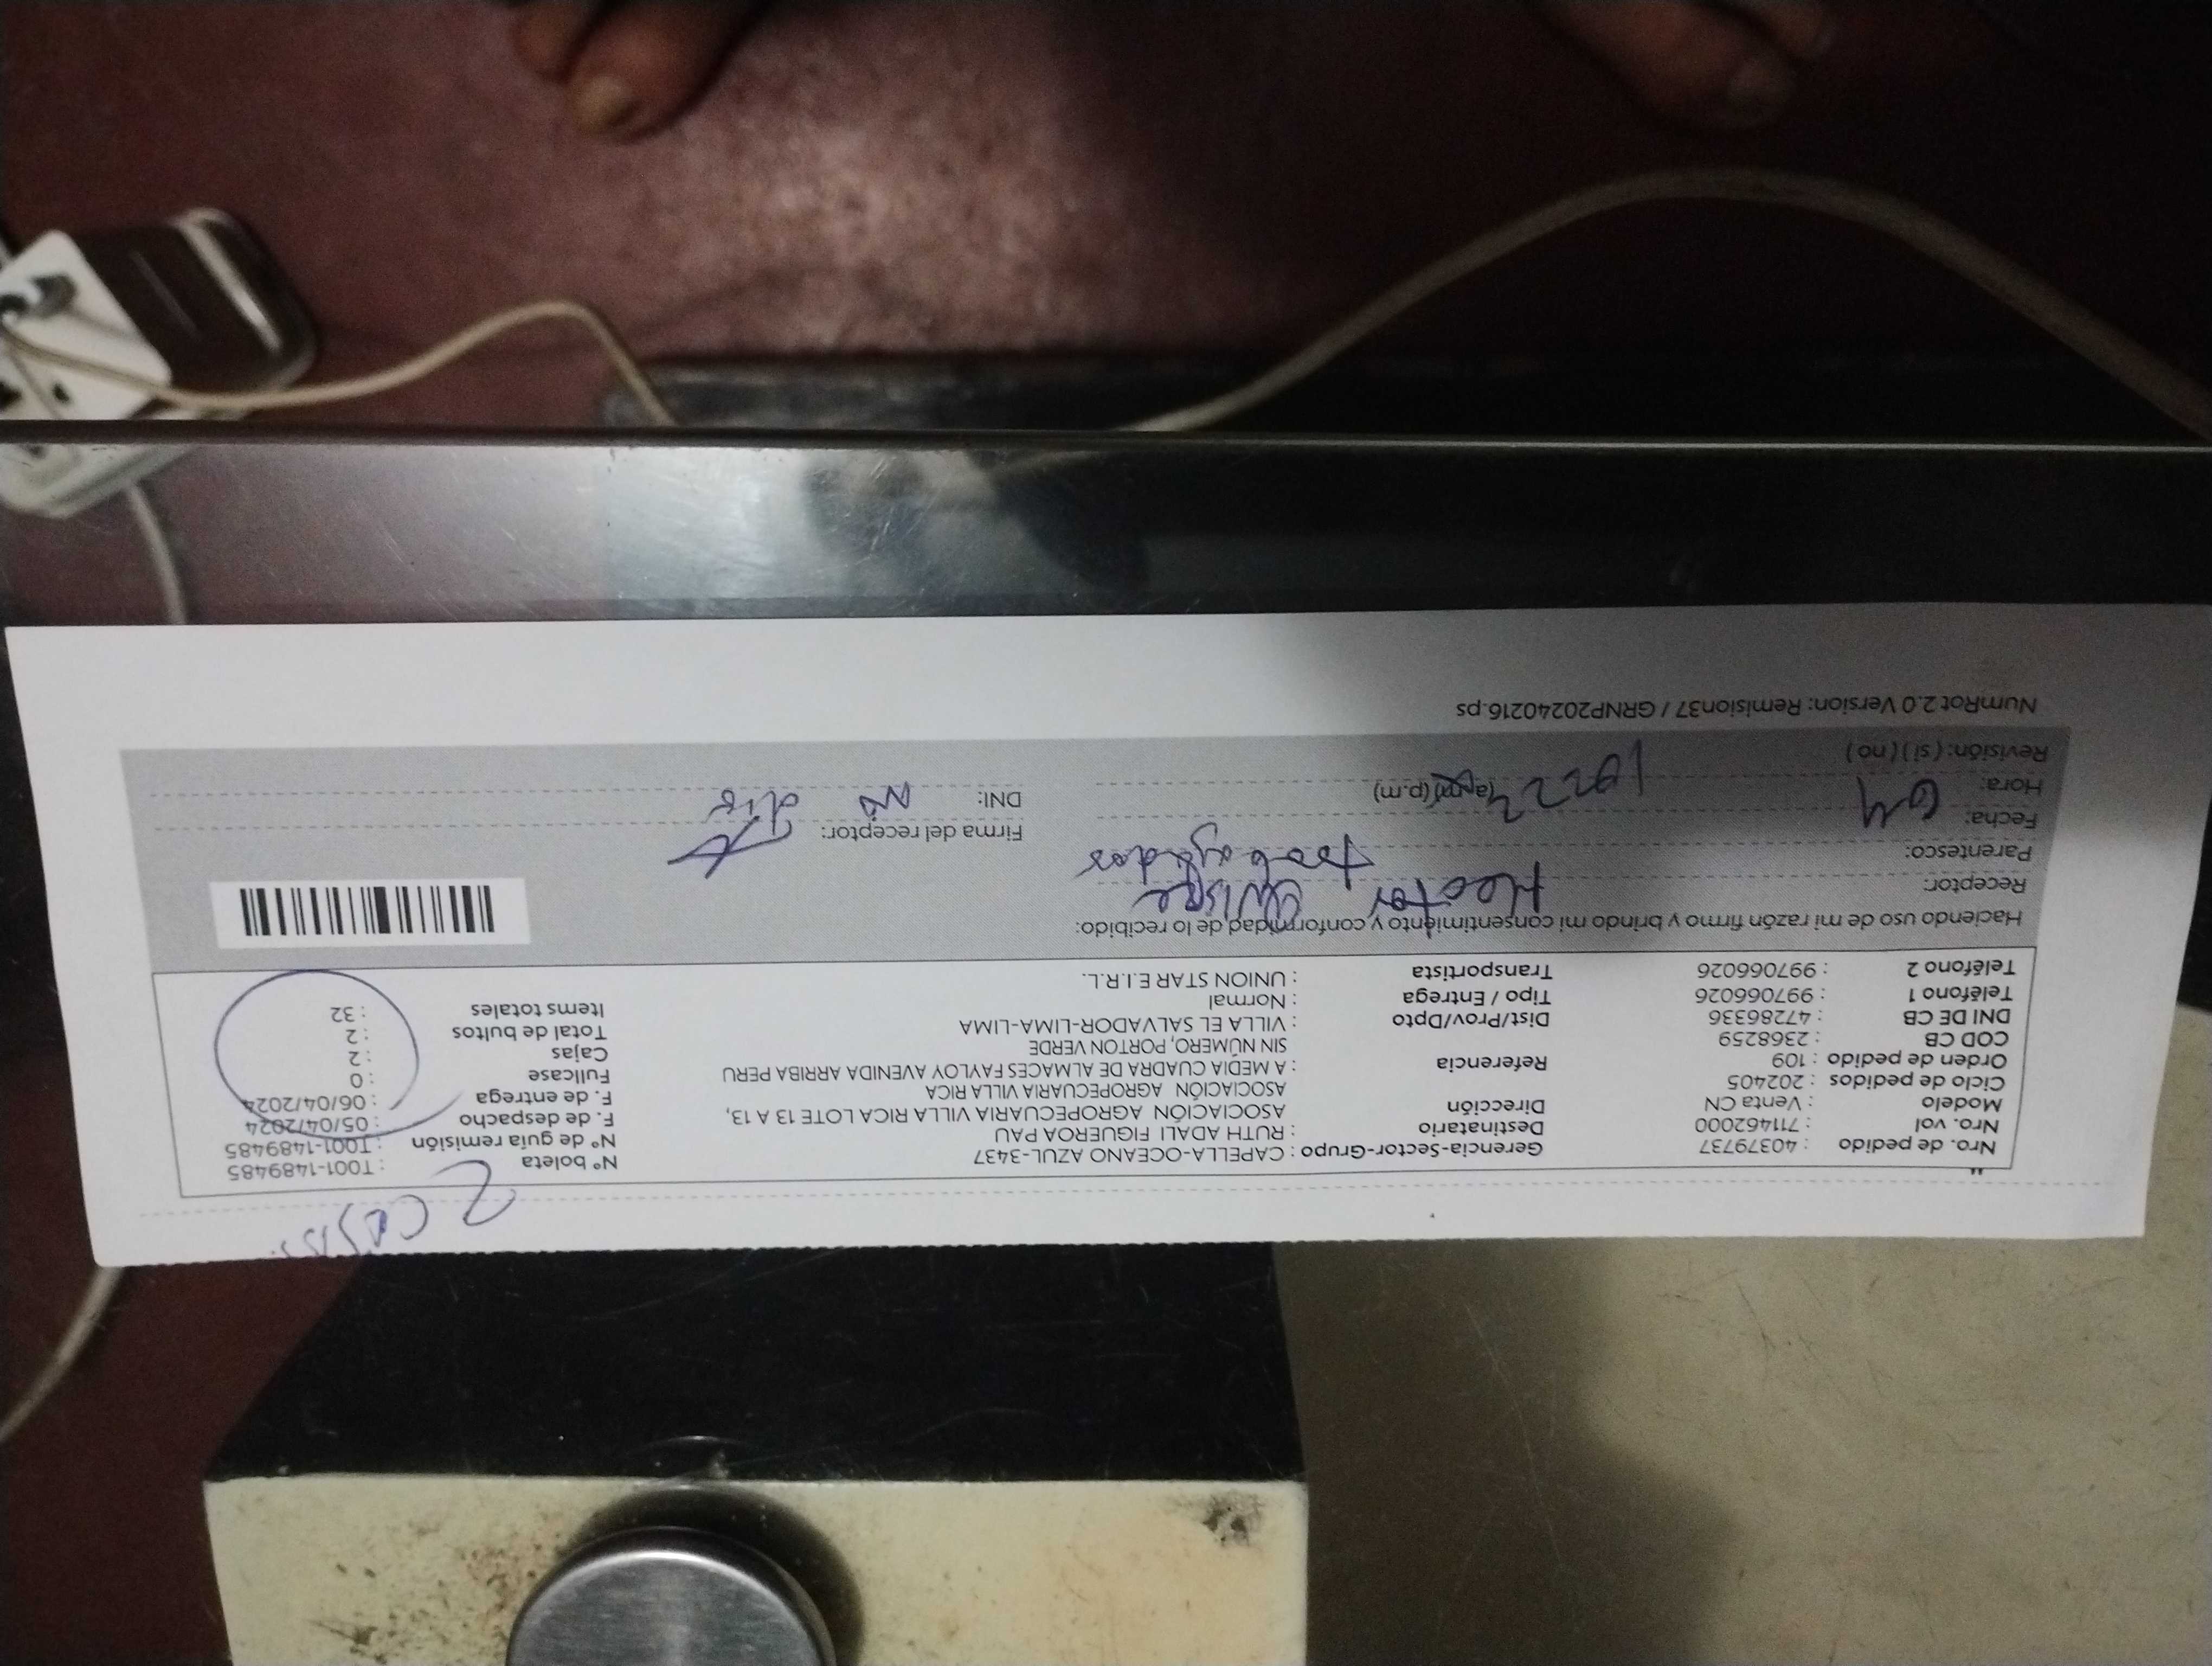 2 cajas.
Nro. de pedido : 40379737 Gerencia-Sector-Grupo : CAPELLA-OCEANO AZUL-3437 N° boleta : T001-1489485
Nro. vol : 711462000 Destinatario : RUTH ADALI FIGUEROA PAU N° de guía remisión : T001-1489485
Modelo : Venta CN Dirección ASOCIACIÓN AGROPECUARIA VILLA RICA LOTE 13 A 13, F. de despacho : 05/04/2024
Ciclo de pedidos : 202405 ASOCIACIÓN AGROPECUARIA VILLA RICA F. de entrega : 06/04/2024
Orden de pedido : 109 Referencia : A MEDIA CUADRA DE ALMACES FAYLOY AVENIDA ARRIBA PERU Fullcase : 0
COD CB : 2368259 SIN NÚMERO, PORTON VERDE Cajas : 2
DNI DE CB : 47286336 Dist/Prov/Dpto : VILLA EL SALVADOR-LIMA-LIMA Total de bultos : 2
Teléfono 1 : 997066026 Tipo / Entrega : Normal Items totales : 32
Teléfono 2 : 997066026 Transportista : UNION STAR E.I.R.L.
Haciendo uso de mi razón firmo y brindo mi consentimiento y conformidad de lo recibido:
Receptor: Hector Quispe
Parentesco: trabajador
Fecha: 6/4 Firma del receptor:
Hora: (a.m) (p.m) DNI: No dio
Revisión: ( si ) ( no )
NumRot 2.0 Version: Remision37 / GRNP20240216.ps